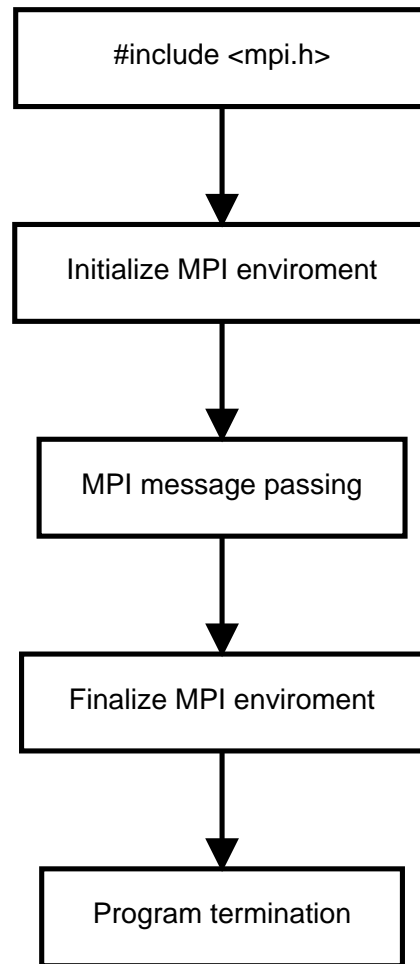 #include <mpi.h>
Initialize MPI enviroment
MPI message passing
Finalize MPI enviroment
Program termination